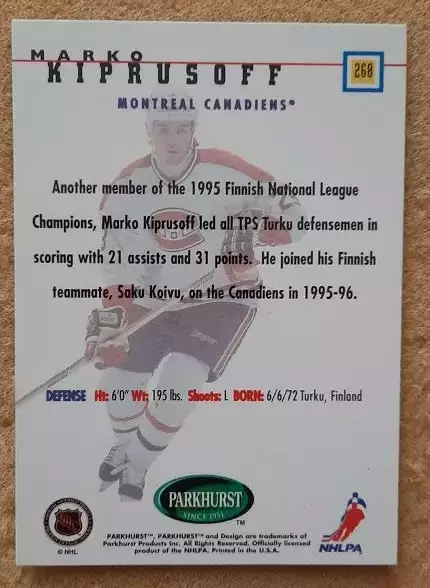 MARKO
KIPRUSOFF
268
MONTREAL CANADIENS®
Another member of the 1995 Finnish National League
Champions, Marko Kiprusoff led all TPS Turku defensemen in
scoring with 21 assists and 31 points. He joined his Finnish
teammate, Saku Koivu, on the Canadiens in 1995-96.
DEFENSE Ht: 6'0" Wt: 195 lbs. Shoots: L BORN: 6/6/72 Turku, Finland
PARKHURST
SINCE 1951
™
NHL
© NHL
PARKHURST™, PARKHURST™ and Design are trademarks of
Parkhurst Products Inc. All Rights Reserved. Officially licensed
product of the NHLPA. Printed in the U.S.A.
NHLPA